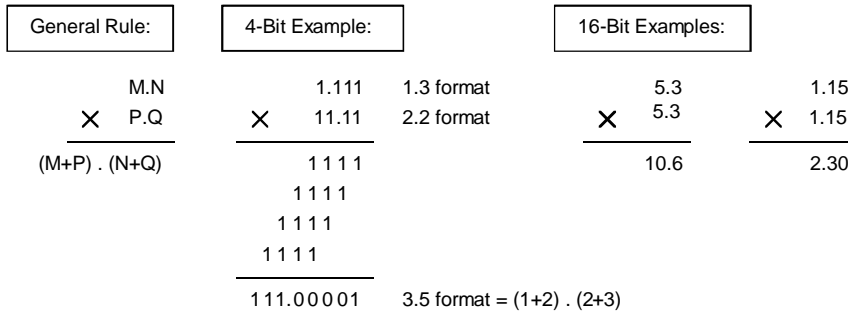 General Rule: 4-Bit Example: 16-Bit Examples:
M.N 1.111 1.3 format 5.3 1.15
× P.Q × 11.11 2.2 format × 5.3 × 1.15
(M+P) . (N+Q) 1111 10.6 2.30
1111
1111
1111
111.00001 3.5 format = (1+2) . (2+3)